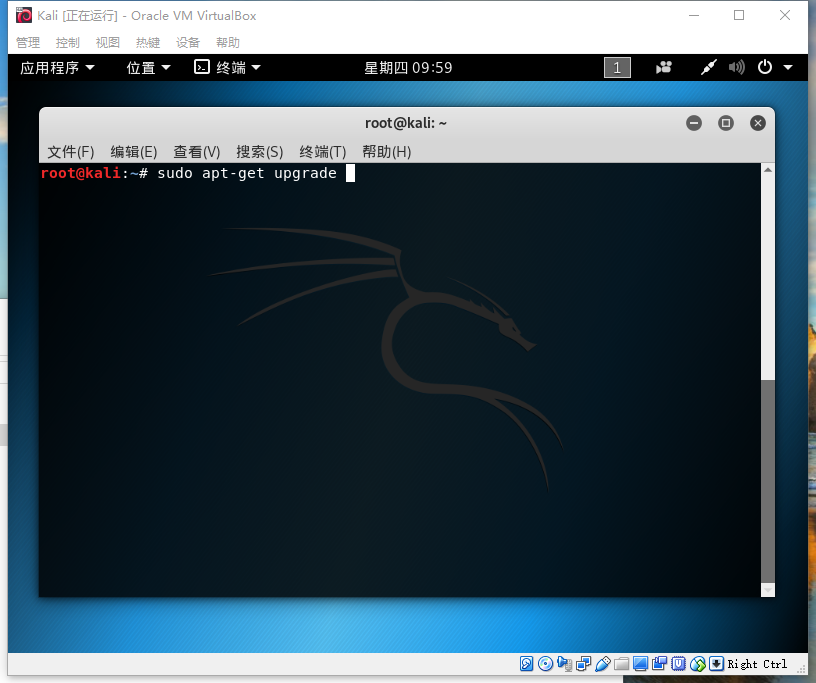 Kali [正在运行] - Oracle VM VirtualBox
管理 控制 视图 热键 设备 帮助
应用程序 位置 终端 星期四 09:59 1
root@kali: ~
文件(F) 编辑(E) 查看(V) 搜索(S) 终端(T) 帮助(H)
root@kali:~# sudo apt-get upgrade
Right Ctrl